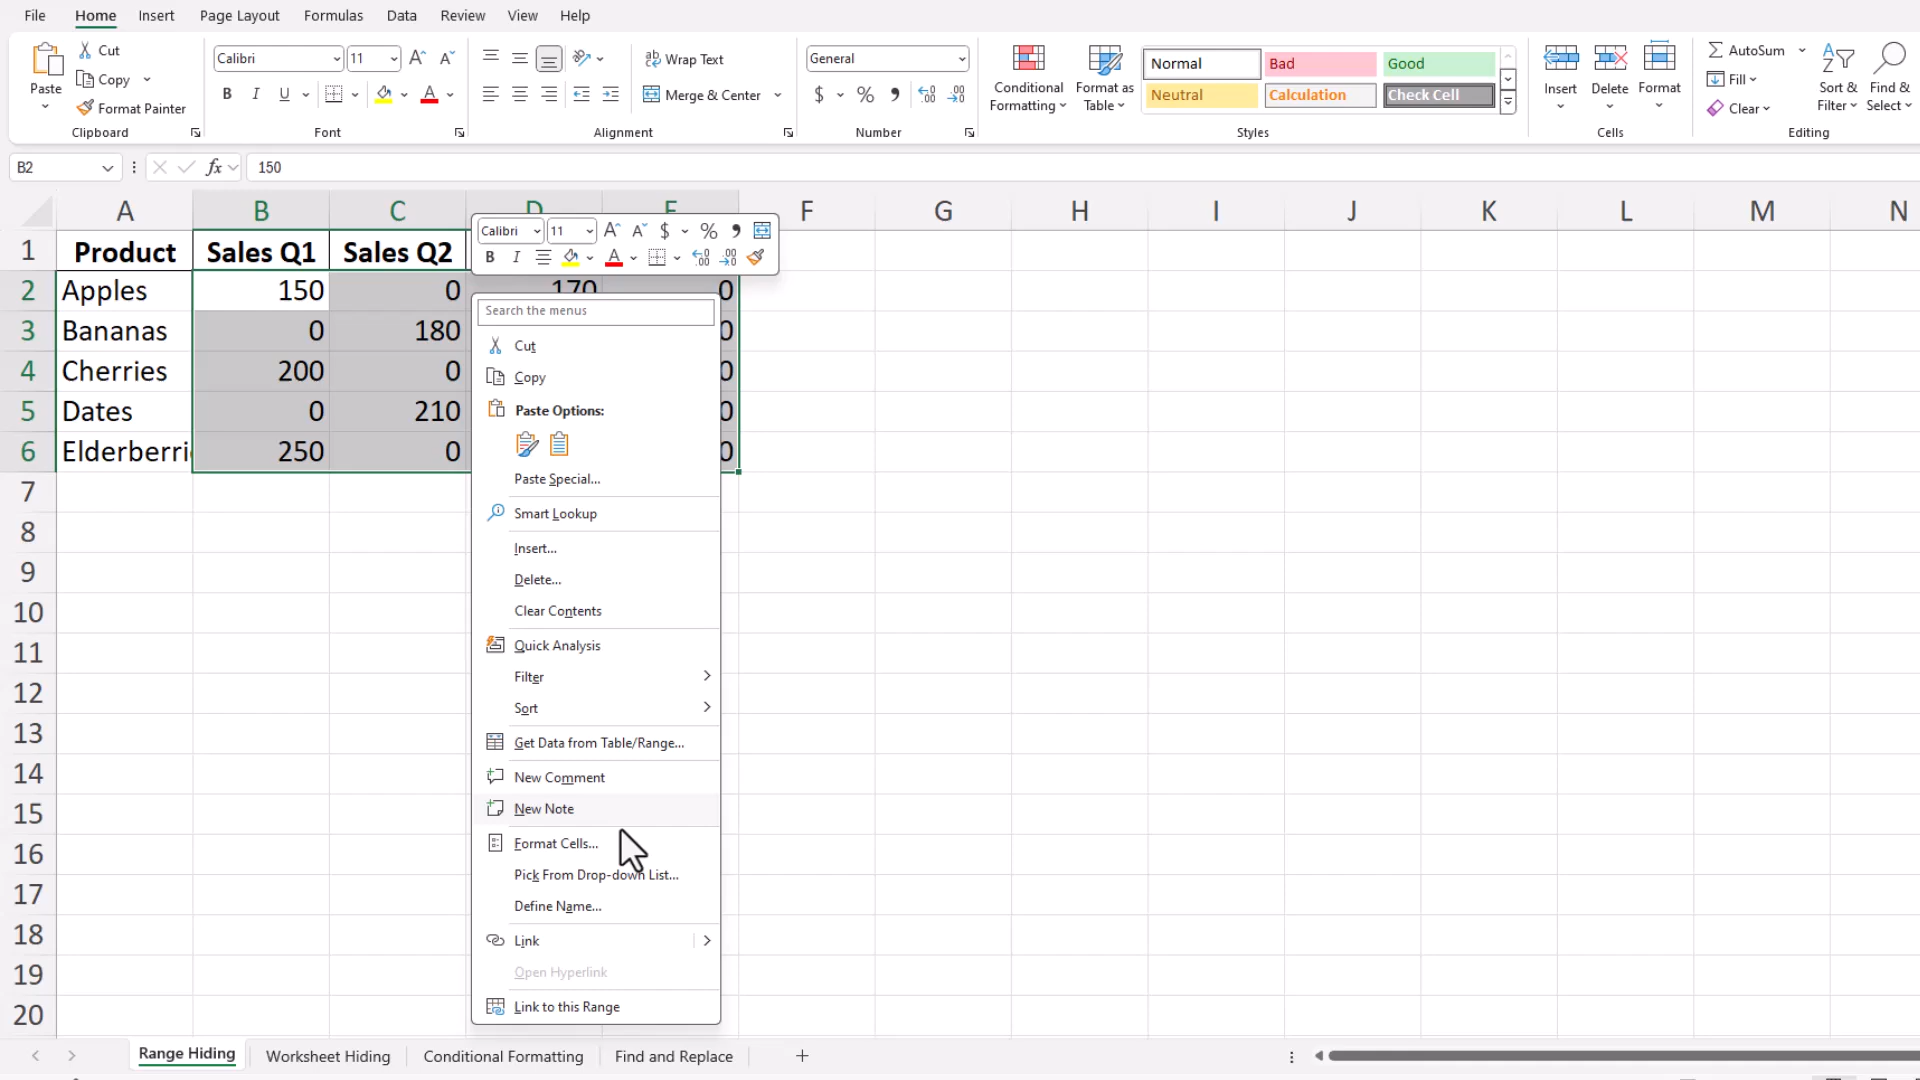 File Home Insert Page Layout Formulas Data Review View Help
Paste Cut Copy Format Painter Clipboard
Calibri 11 B I U Font
Wrap Text Merge & Center Alignment
General $ % Number
Conditional Formatting Format as Table
Normal Bad Good
Neutral Calculation Check Cell
Styles
Insert Delete Format Cells
AutoSum Fill Clear Sort & Filter Find & Select Editing
B2 fx 150
A B C D E F G H I J K L M N
Calibri 11 $ %
B I A
1 Product Sales Q1 Sales Q2
2 Apples 150 0 170 0
3 Bananas 0 180 0
4 Cherries 200 0 0
5 Dates 0 210 0
6 Elderberri 250 0 0
7
8
9
10
11
12
13
14
15
16
17
18
19
20
Search the menus
Cut
Copy
Paste Options:
Paste Special...
Smart Lookup
Insert...
Delete...
Clear Contents
Quick Analysis
Filter
Sort
Get Data from Table/Range...
New Comment
New Note
Format Cells...
Pick From Drop-down List...
Define Name...
Link
Open Hyperlink
Link to this Range
Range Hiding Worksheet Hiding Conditional Formatting Find and Replace